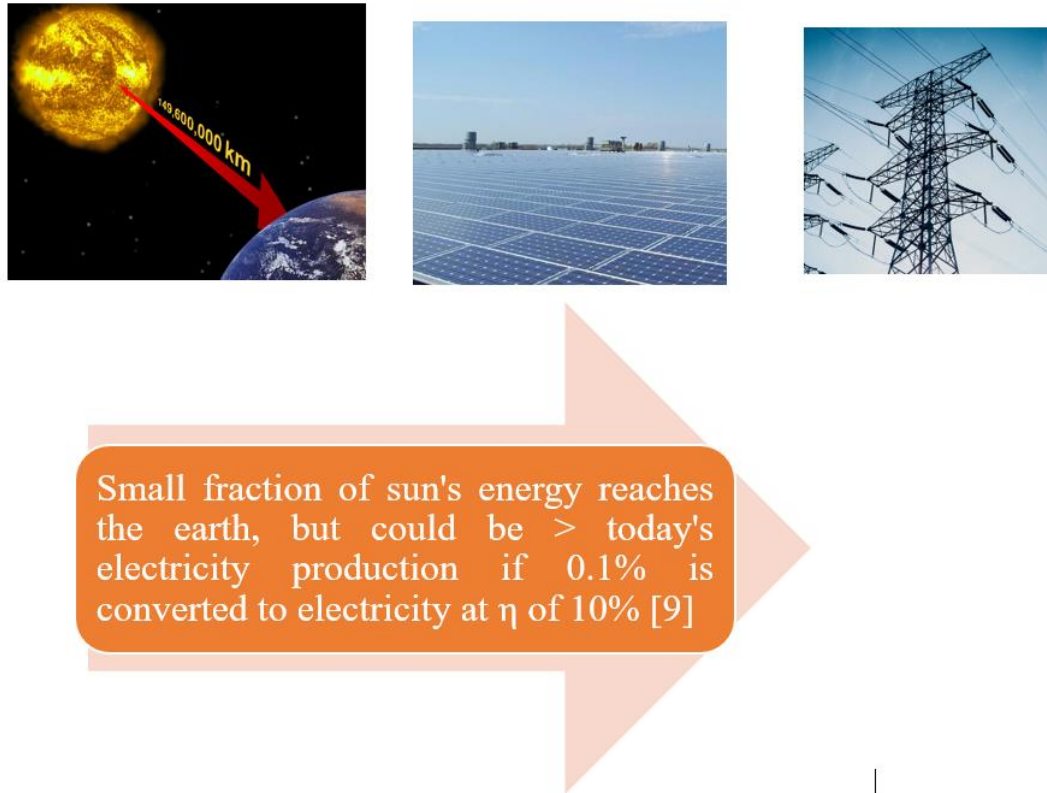 149,600,000 km
Small fraction of sun's energy reaches
the earth, but could be > today's
electricity production if 0.1% is
converted to electricity at η of 10% [9]